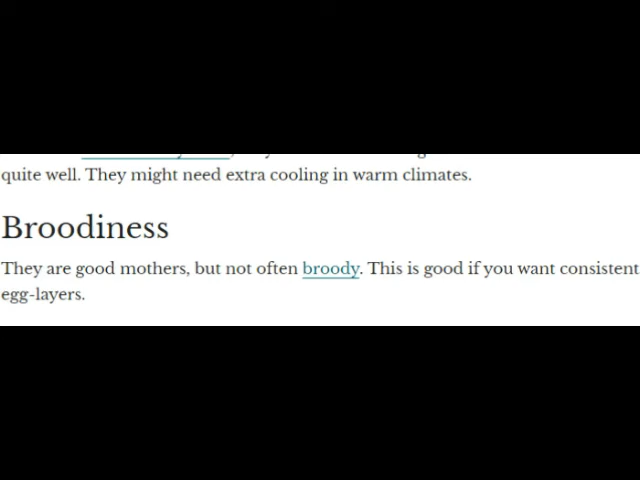 quite well. They might need extra cooling in warm climates.
Broodiness
They are good mothers, but not often broody. This is good if you want consistent
egg-layers.